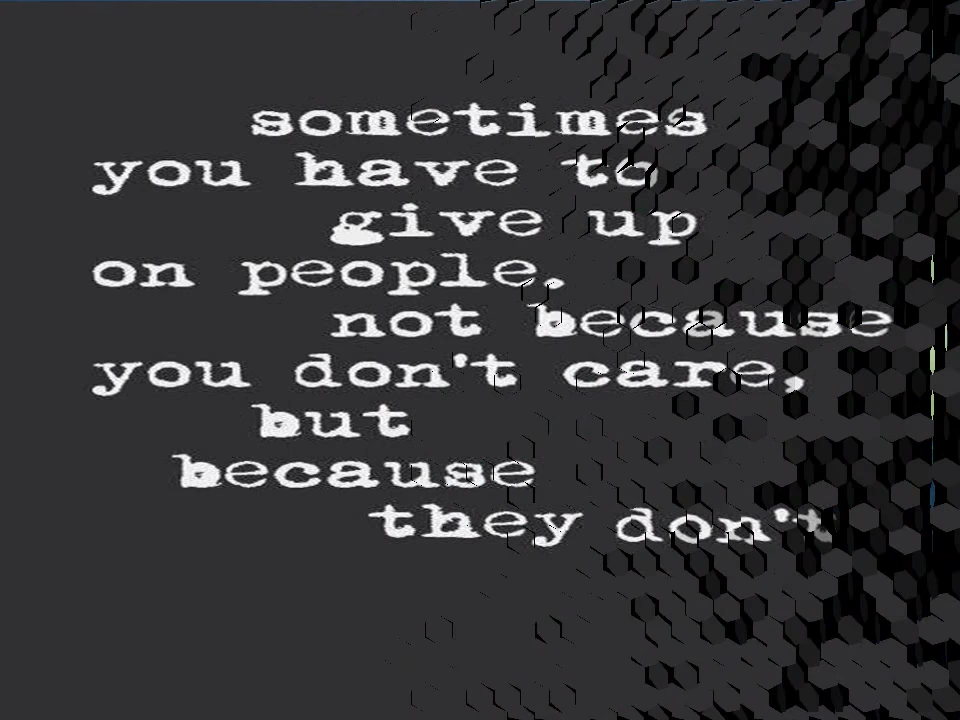 sometimes
you have to
give up
on people,
not because
you don't care,
but
because
they don't